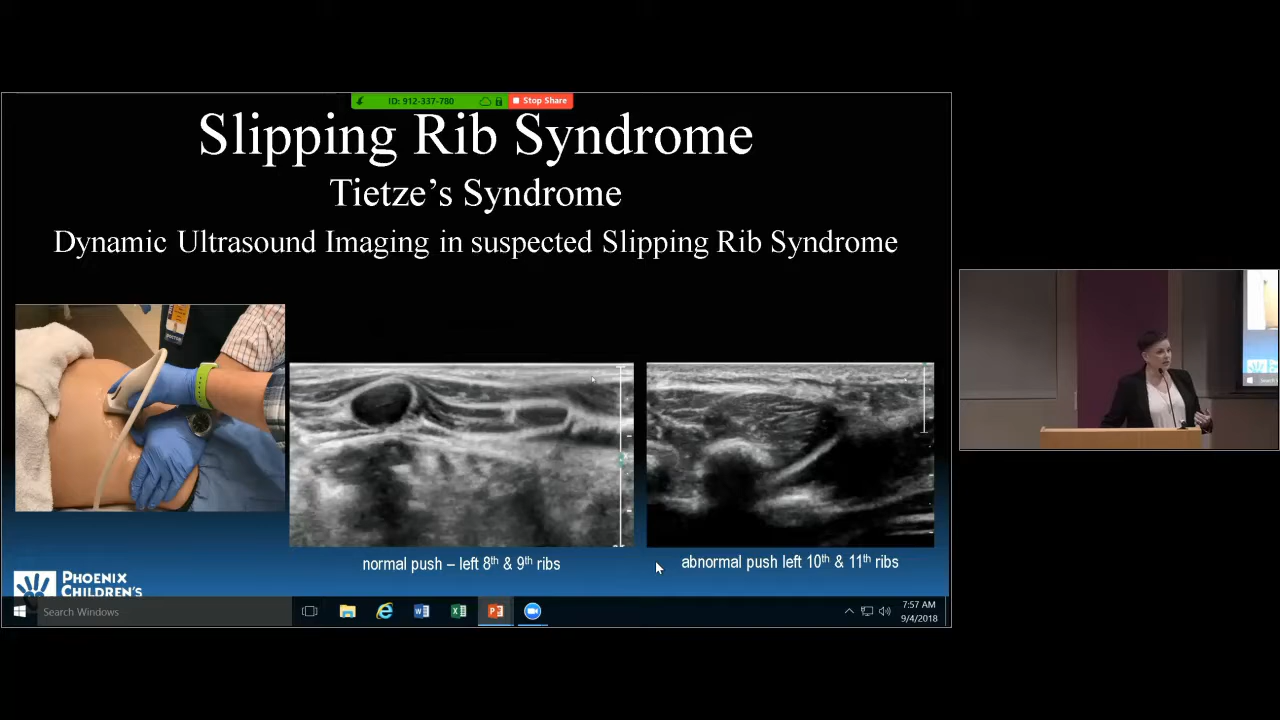 ID: 912-337-780
Stop Share
Slipping Rib Syndrome
Tietze's Syndrome
Dynamic Ultrasound Imaging in suspected Slipping Rib Syndrome
normal push – left 8th & 9th ribs
abnormal push left 10th & 11th ribs
PHOENIX
CHILDREN'S
Search Windows
7:57 AM
9/4/2018